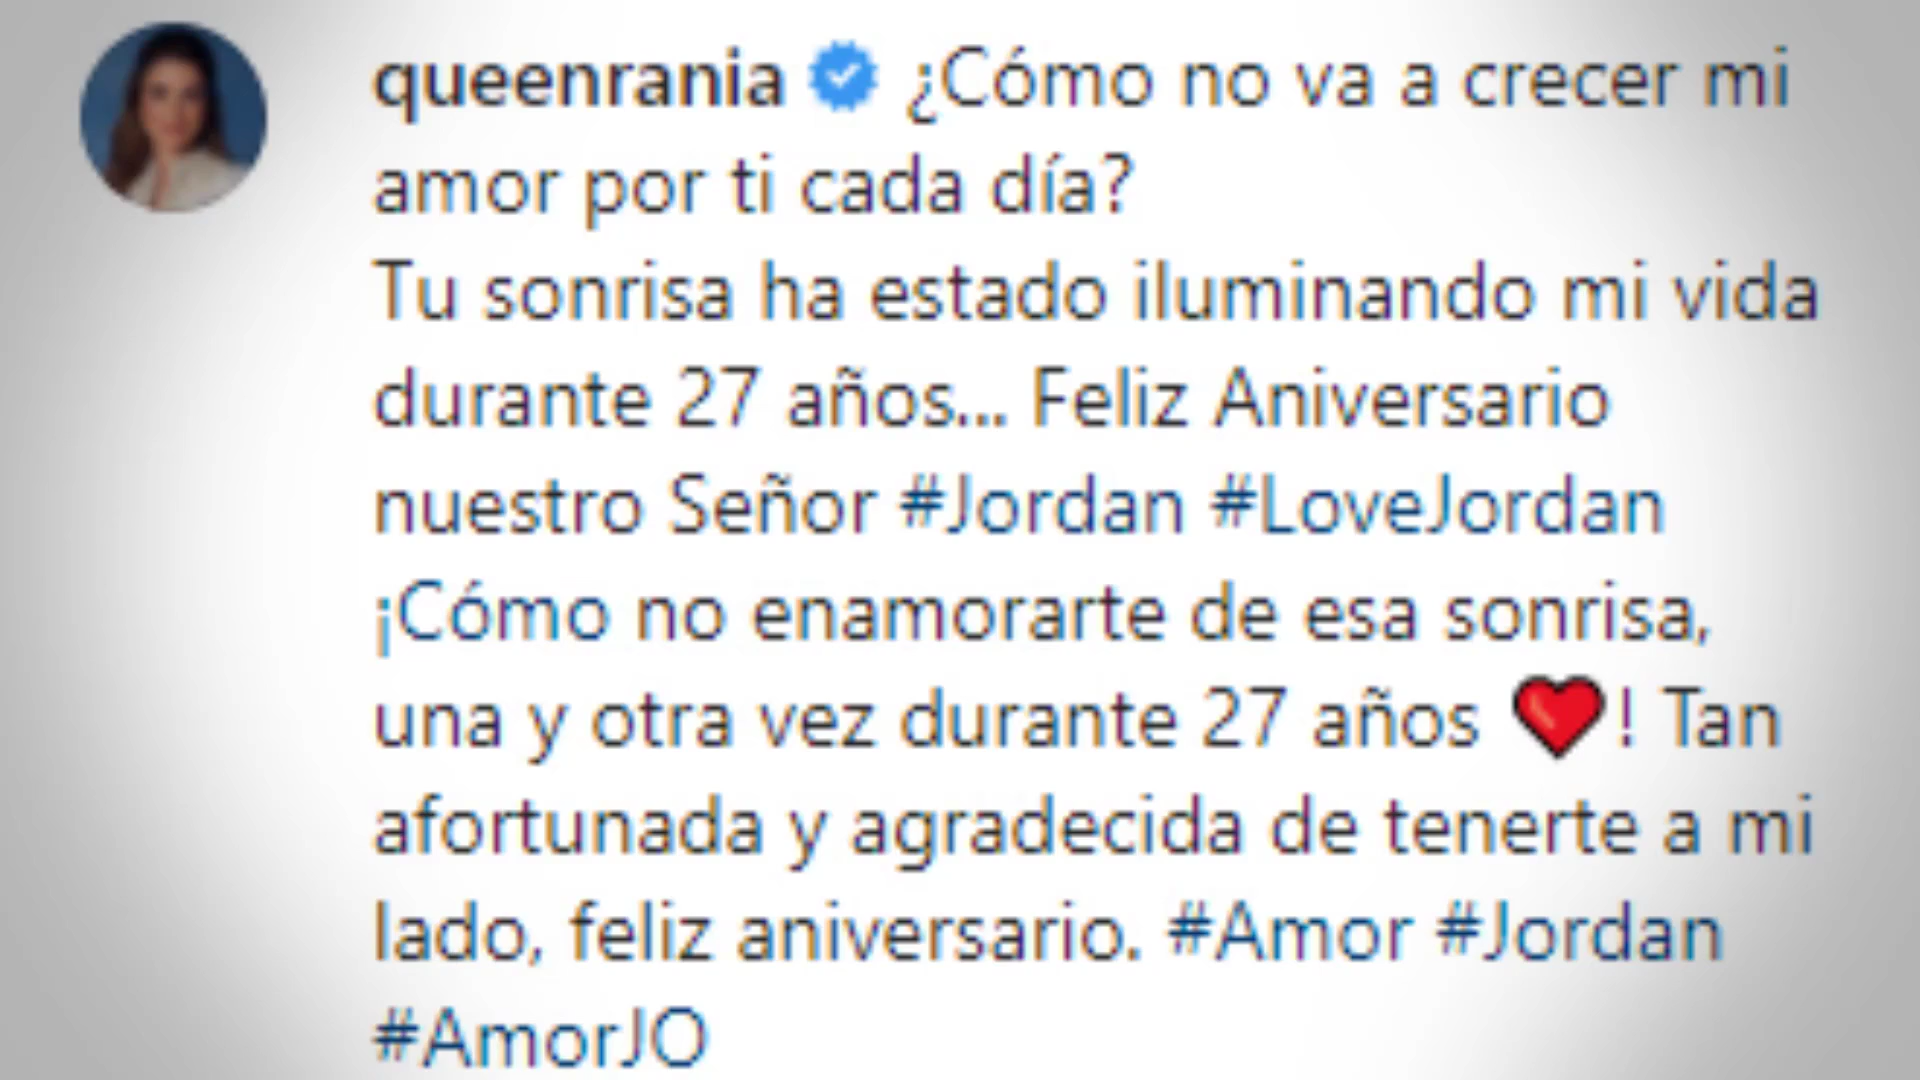 queenrania ¿Cómo no va a crecer mi
amor por ti cada día?
Tu sonrisa ha estado iluminando mi vida
durante 27 años... Feliz Aniversario
nuestro Señor #Jordan #LoveJordan
¡Cómo no enamorarte de esa sonrisa,
una y otra vez durante 27 años ❤️! Tan
afortunada y agradecida de tenerte a mi
lado, feliz aniversario. #Amor #Jordan
#AmorJO